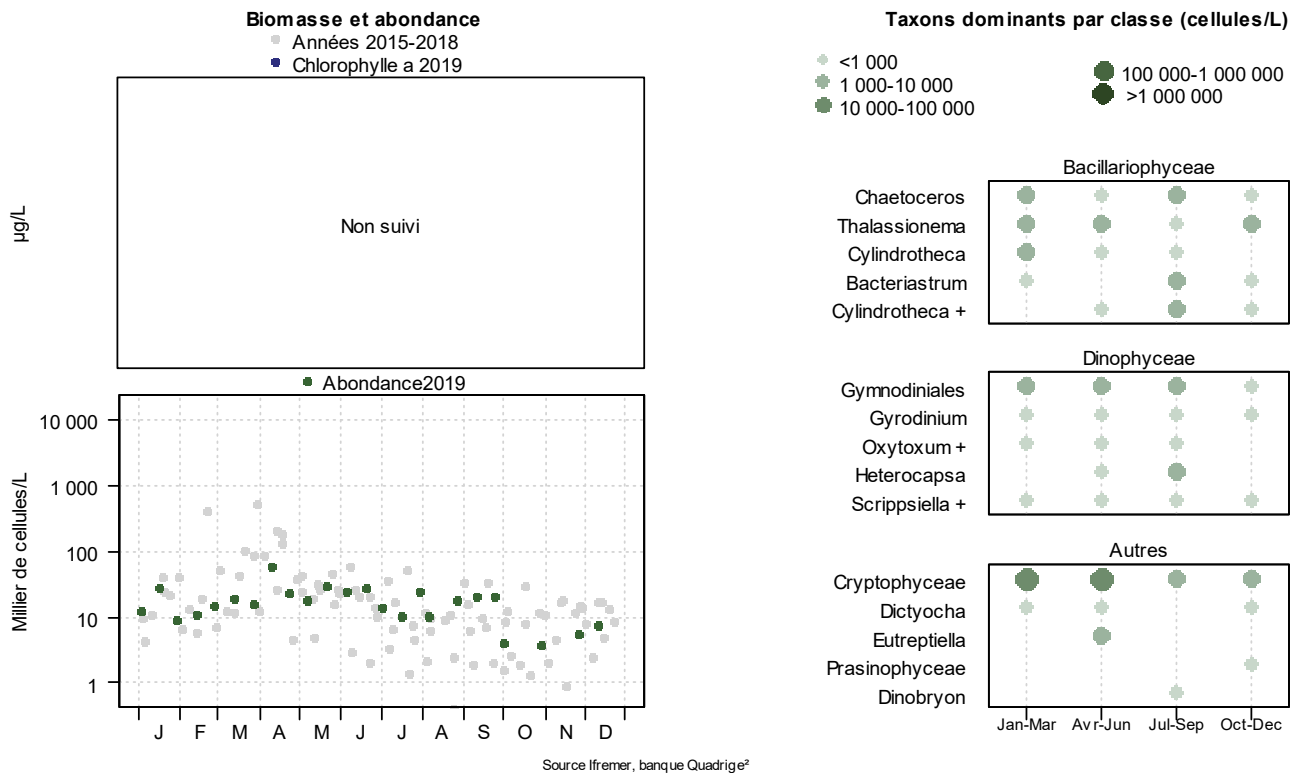 Biomasse et abondance
Années 2015-2018
Chlorophylle a 2019
µg/L
Non suivi
Abondance2019
Millier de cellules/L
10 000
1 000
100
10
1
J F M A M J J A S O N D
Taxons dominants par classe (cellules/L)
<1 000
1 000-10 000
10 000-100 000
100 000-1 000 000
>1 000 000
Bacillariophyceae
Chaetoceros
Thalassionema
Cylindrotheca
Bacteriastrum
Cylindrotheca +
Dinophyceae
Gymnodiniales
Gyrodinium
Oxytoxum +
Heterocapsa
Scrippsiella +
Autres
Cryptophyceae
Dictyocha
Eutreptiella
Prasinophyceae
Dinobryon
Jan-Mar Avr-Jun Jul-Sep Oct-Dec
Source Ifremer, banque Quadrige²